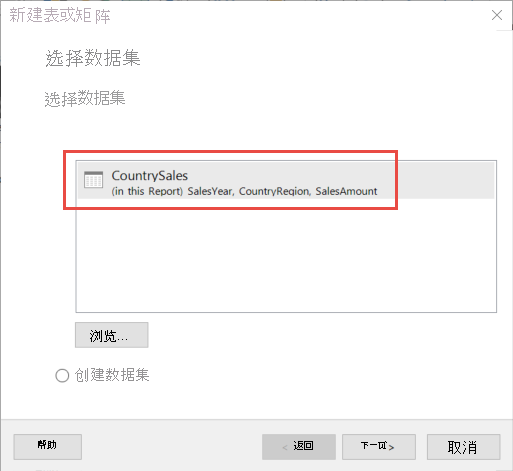 新建表或矩阵
选择数据集
选择数据集
CountrySales
(in this Report) SalesYear, CountryRegion, SalesAmount
浏览...
创建数据集
帮助
< 返回
下一页 >
取消